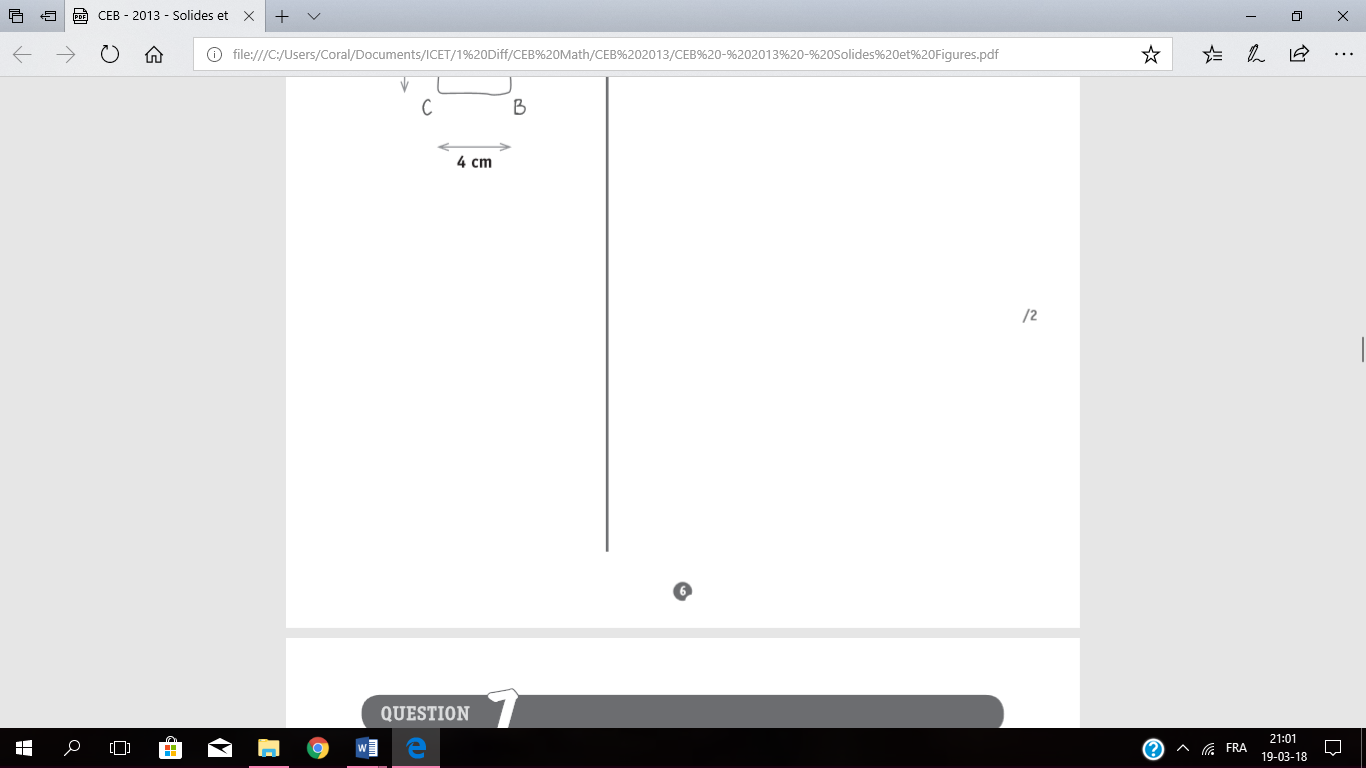 CEB - 2013 - Solides et
file:///C:/Users/Coral/Documents/ICET/1%20Diff/CEB%20Math/CEB%202013/CEB%20-%202013%20-%20Solides%20et%20Figures.pdf
C B
4 cm
/2
6
QUESTION 7
FRA
21:01
19-03-18